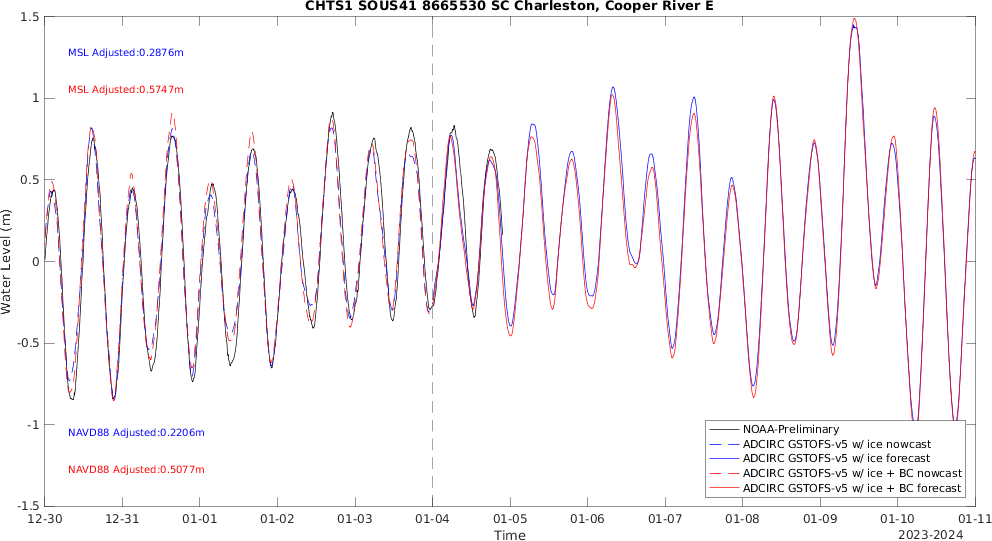 CHTS1 SOUS41 8665530 SC Charleston, Cooper River E
1.5
1
0.5
0
-0.5
-1
-1.5
Water Level (m)
MSL Adjusted:0.2876m
MSL Adjusted:0.5747m
NAVD88 Adjusted:0.2206m
NAVD88 Adjusted:0.5077m
NOAA-Preliminary
ADCIRC GSTOFS-v5 w/ ice nowcast
ADCIRC GSTOFS-v5 w/ ice forecast
ADCIRC GSTOFS-v5 w/ ice + BC nowcast
ADCIRC GSTOFS-v5 w/ ice + BC forecast
12-30 12-31 01-01 01-02 01-03 01-04 01-05 01-06 01-07 01-08 01-09 01-10 01-11
Time
2023-2024